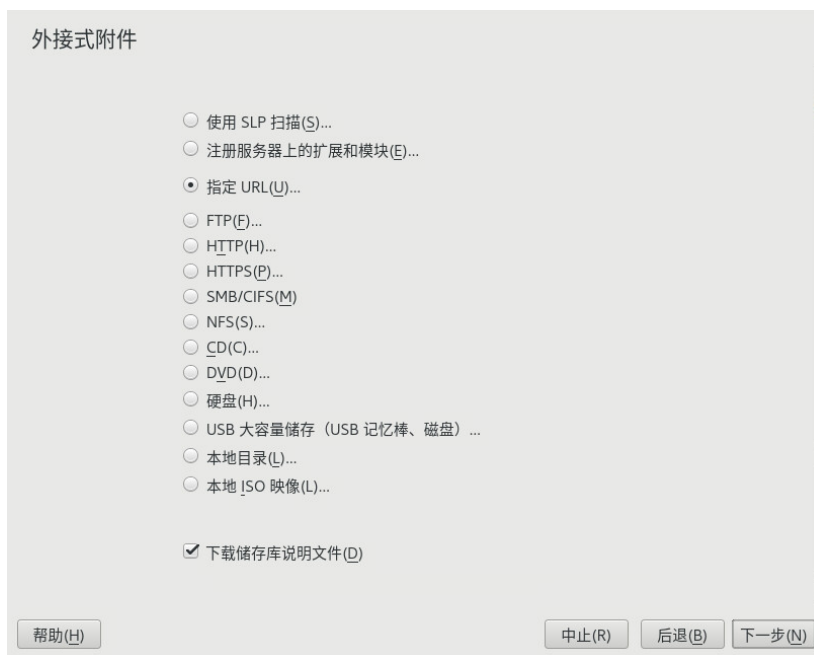 外接式附件
使用 SLP 扫描(S)...
注册服务器上的扩展和模块(E)...
指定 URL(U)...
FTP(F)...
HTTP(H)...
HTTPS(P)...
SMB/CIFS(M)
NFS(S)...
CD(C)...
DVD(D)...
硬盘(H)...
USB 大容量储存（USB 记忆棒、磁盘）...
本地目录(L)...
本地 ISO 映像(L)...
下载储存库说明文件(D)
帮助(H) 中止(R) 后退(B) 下一步(N)